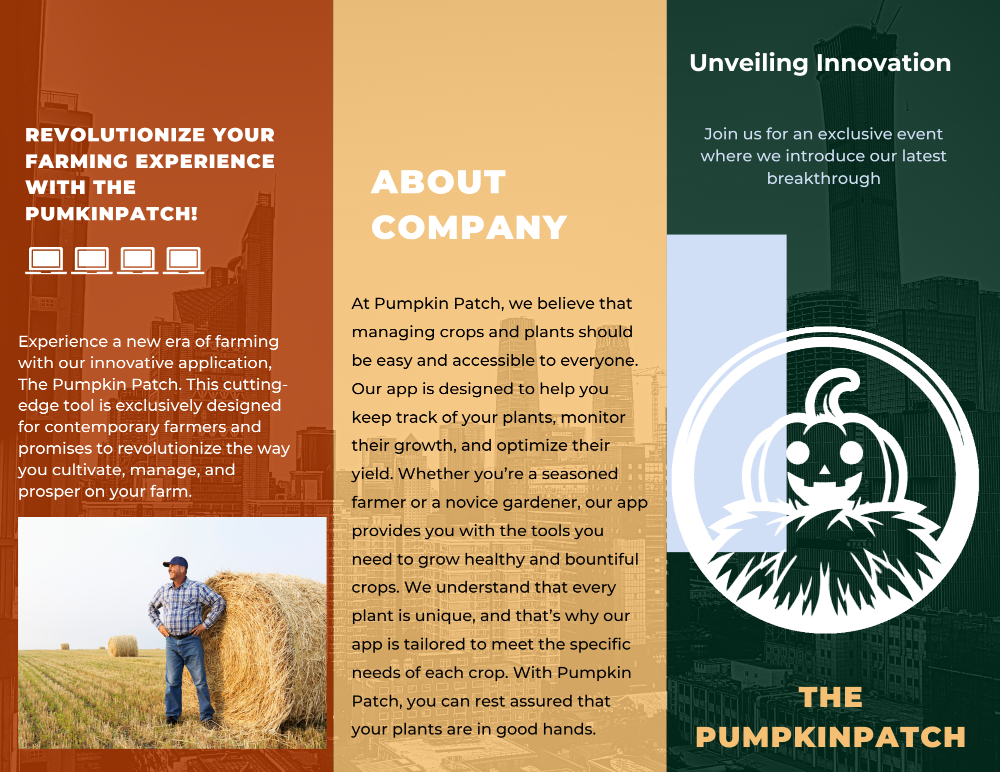 REVOLUTIONIZE YOUR
FARMING EXPERIENCE
WITH THE
PUMKINPATCH!
Experience a new era of farming
with our innovative application,
The Pumpkin Patch. This cutting-
edge tool is exclusively designed
for contemporary farmers and
promises to revolutionize the way
you cultivate, manage, and
prosper on your farm.
ABOUT
COMPANY
At Pumpkin Patch, we believe that
managing crops and plants should
be easy and accessible to everyone.
Our app is designed to help you
keep track of your plants, monitor
their growth, and optimize their
yield. Whether you’re a seasoned
farmer or a novice gardener, our app
provides you with the tools you
need to grow healthy and bountiful
crops. We understand that every
plant is unique, and that’s why our
app is tailored to meet the specific
needs of each crop. With Pumpkin
Patch, you can rest assured that
your plants are in good hands.
Unveiling Innovation
Join us for an exclusive event
where we introduce our latest
breakthrough
THE
PUMPKINPATCH